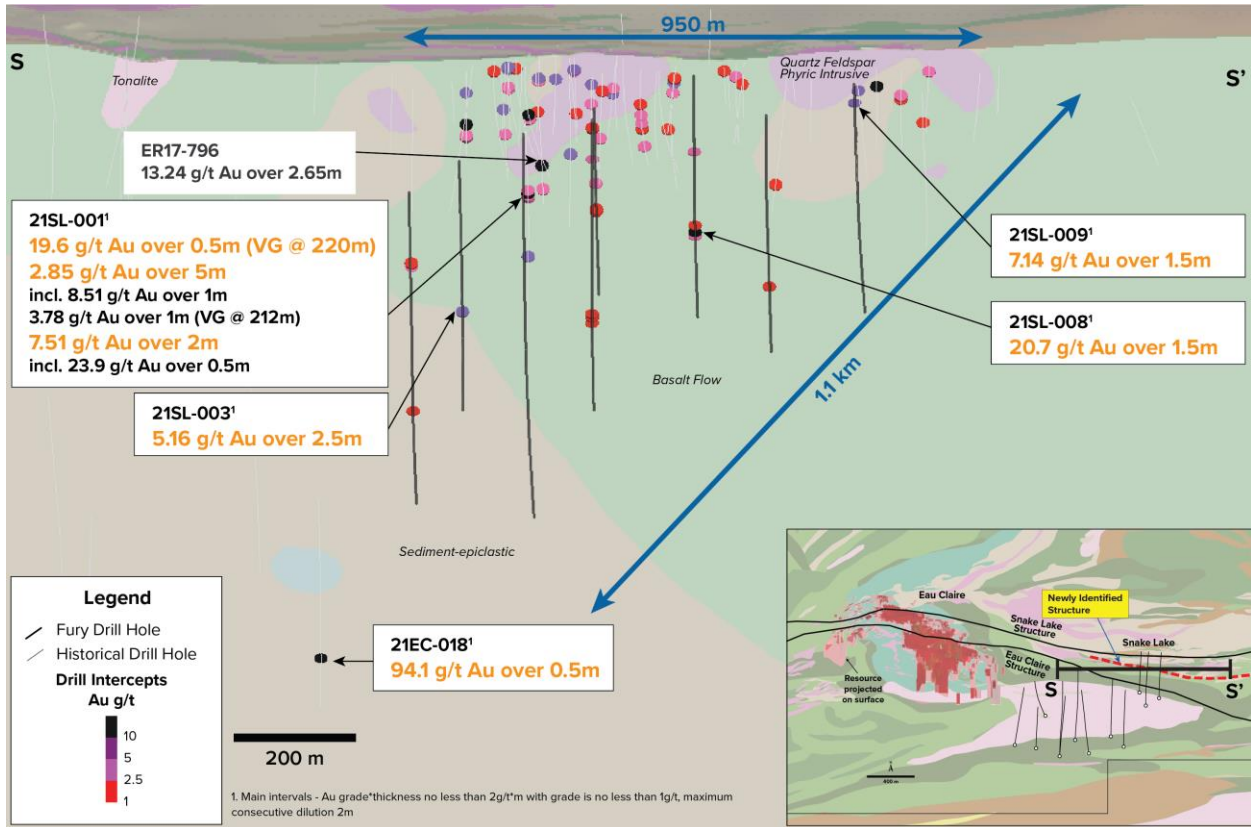 950 m
S
S'
Tonalite
Quartz Feldspar
Phyric Intrusive
ER17-796
13.24 g/t Au over 2.65m
21SL-001¹
19.6 g/t Au over 0.5m (VG @ 220m)
2.85 g/t Au over 5m
incl. 8.51 g/t Au over 1m
3.78 g/t Au over 1m (VG @ 212m)
7.51 g/t Au over 2m
incl. 23.9 g/t Au over 0.5m
21SL-003¹
5.16 g/t Au over 2.5m
21SL-009¹
7.14 g/t Au over 1.5m
21SL-008¹
20.7 g/t Au over 1.5m
Basalt Flow
1.1 km
Sediment-epiclastic
21EC-018¹
94.1 g/t Au over 0.5m
Legend
Fury Drill Hole
Historical Drill Hole
Drill Intercepts
Au g/t
10
5
2.5
1
200 m
1. Main intervals - Au grade*thickness no less than 2g/t*m with grade is no less than 1g/t, maximum
consecutive dilution 2m
Eau Claire
Newly Identified
Structure
Snake Lake
Structure
Snake Lake
Eau Claire
Structure
S
S'
Resource
projected
on surface
400 m